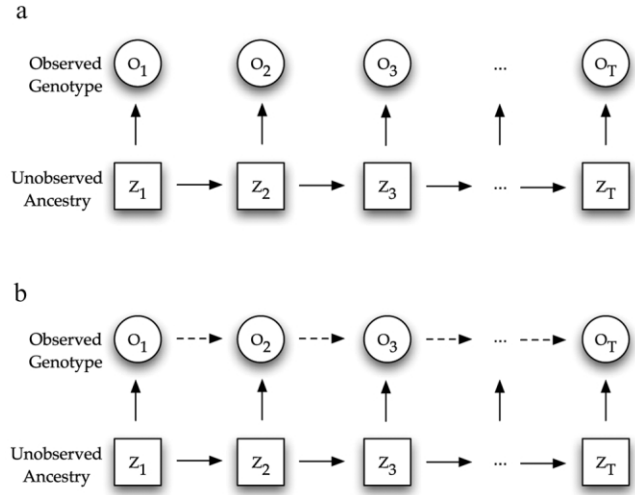 a
Observed Genotype
O1 O2 O3 ... OT
Unobserved Ancestry
Z1 Z2 Z3 ... ZT
b
Observed Genotype
O1 O2 O3 ... OT
Unobserved Ancestry
Z1 Z2 Z3 ... ZT